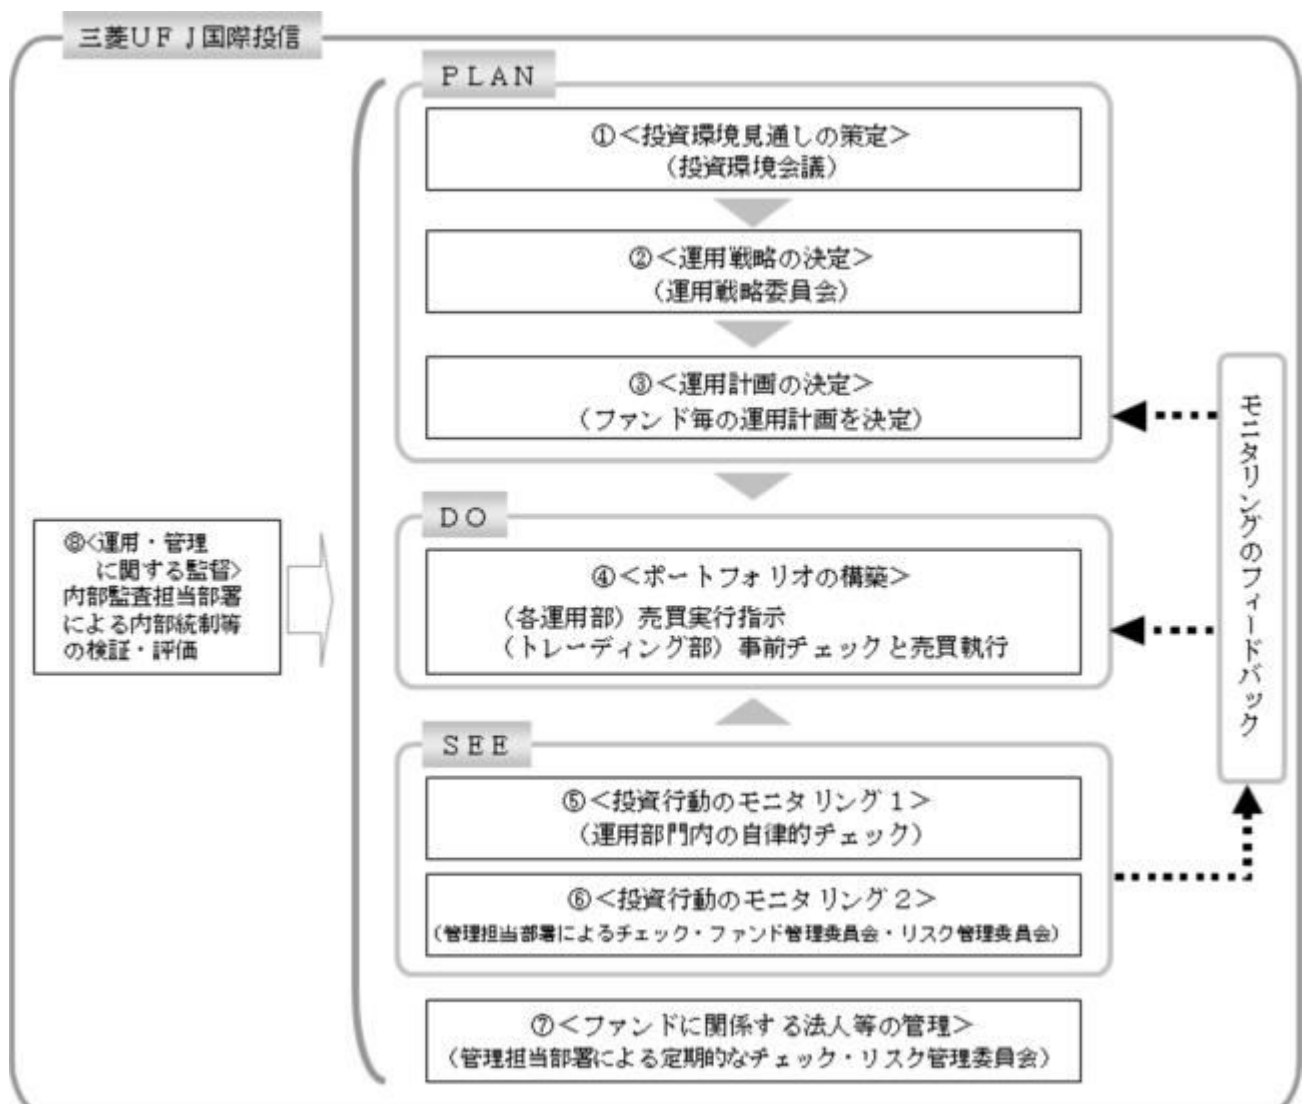 三菱UFJ国際投信
PLAN
①＜投資環境見通しの策定＞
（投資環境会議）
②＜運用戦略の決定＞
（運用戦略委員会）
③＜運用計画の決定＞
（ファンド毎の運用計画を決定）
DO
④＜ポートフォリオの構築＞
（各運用部）売買実行指示
（トレーディング部）事前チェックと売買執行
SEE
⑤＜投資行動のモニタリング１＞
（運用部門内の自律的チェック）
⑥＜投資行動のモニタリング２＞
（管理担当部署によるチェック・ファンド管理委員会・リスク管理委員会）
⑦＜ファンドに関係する法人等の管理＞
（管理担当部署による定期的なチェック・リスク管理委員会）
⑧＜運用・管理
に関する監督＞
内部監査担当部署
による内部統制等
の検証・評価
モニタリングのフィードバック